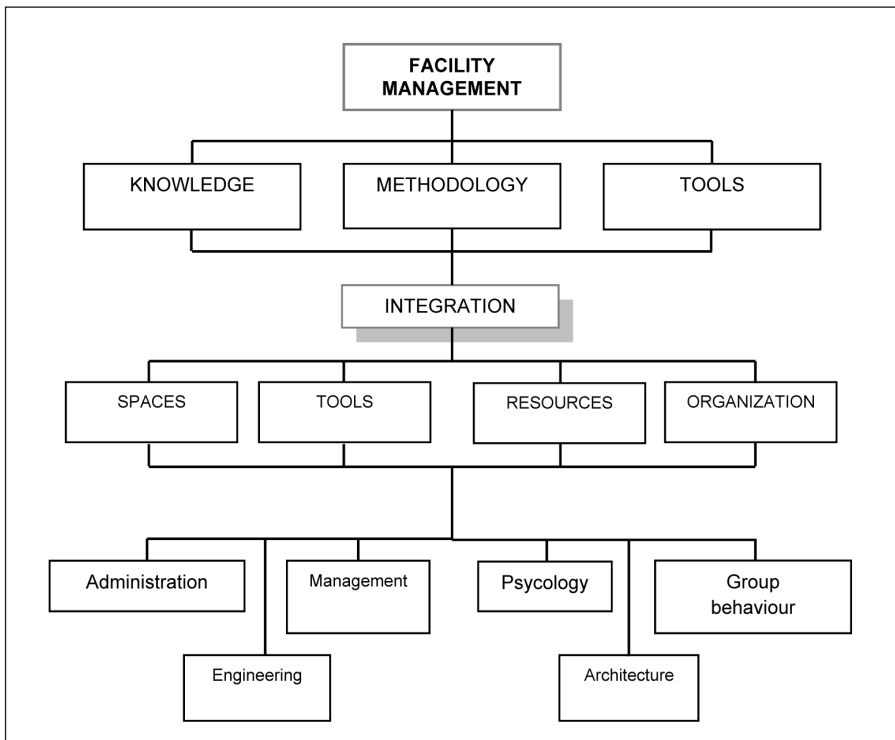 FACILITY
MANAGEMENT
KNOWLEDGE
METHODOLOGY
TOOLS
INTEGRATION
SPACES
TOOLS
RESOURCES
ORGANIZATION
Administration
Management
Psycology
Group
behaviour
Engineering
Architecture